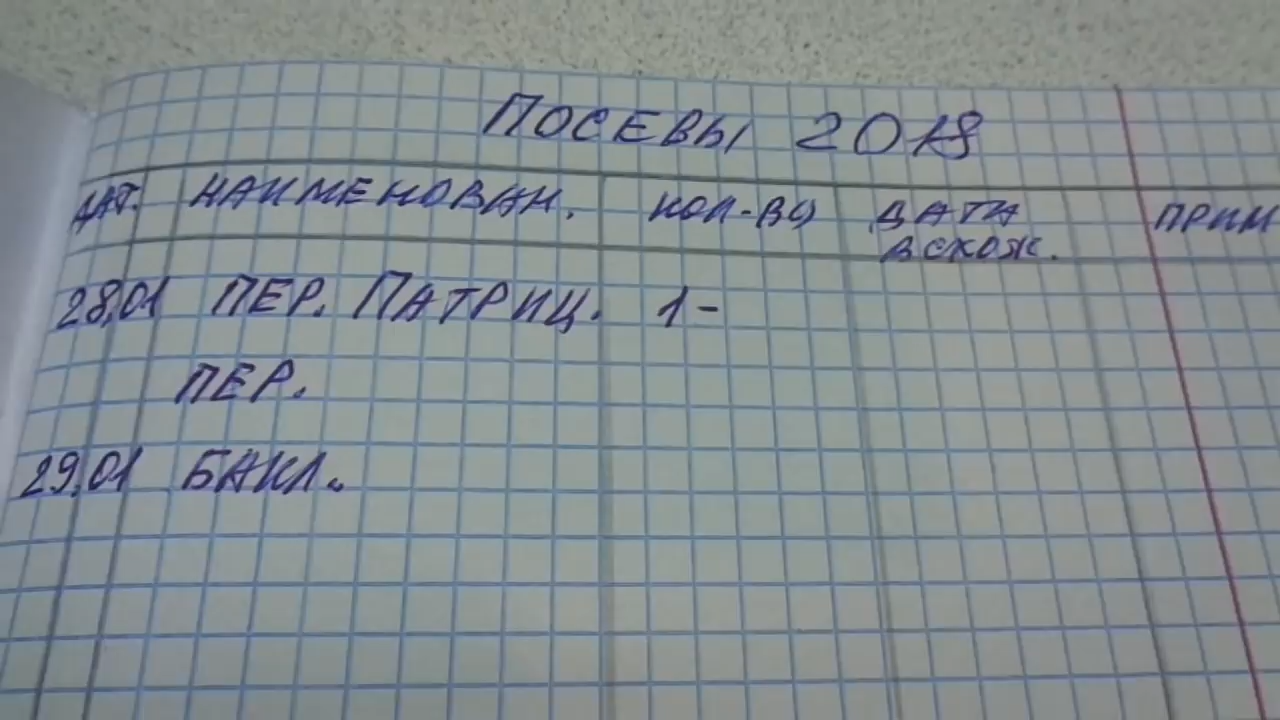 ПОСЕВЫ 2018
ДАТ. НАИМЕНОВАН. КОЛ-ВО ДАТА ВСХОЖ. ПРИМ
28.01 ПЕР. ПАТРИЦ. 1-
ПЕР.
29.01 БАКЛ.